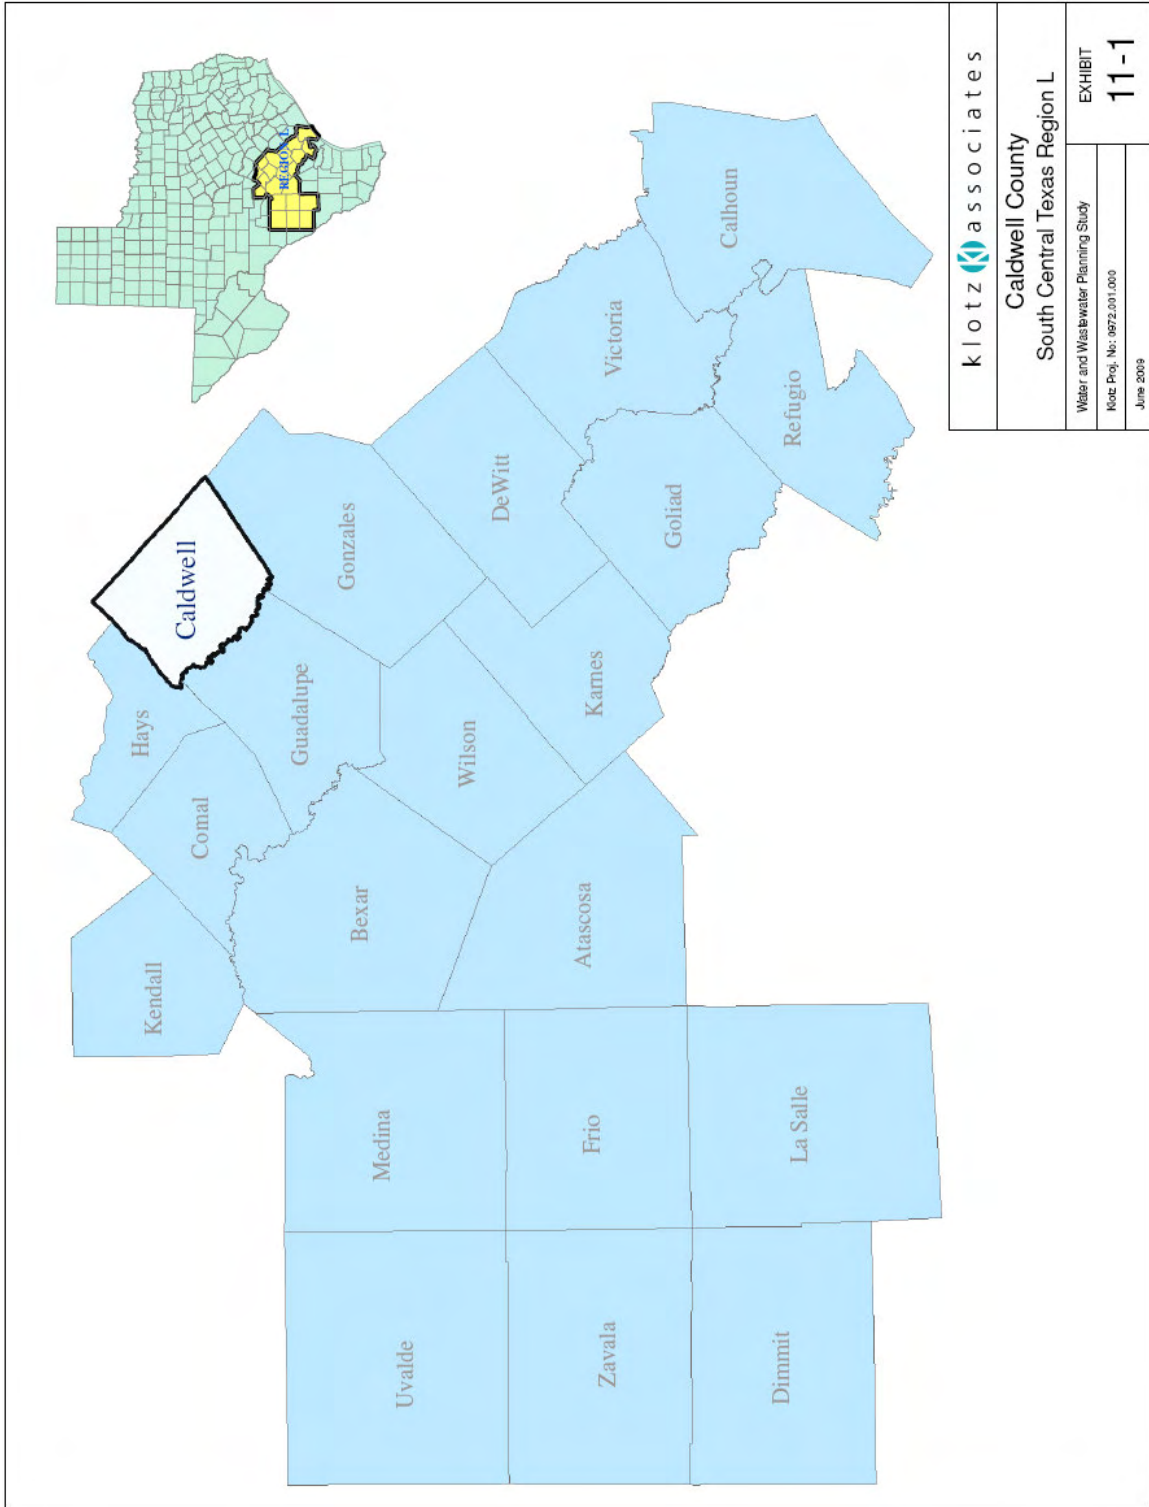 REGION L
Kendall
Hays
Caldwell
Comal
Guadalupe
Gonzales
Bexar
Medina
Uvalde
Wilson
DeWitt
Victoria
Calhoun
Atascosa
Karnes
Goliad
Refugio
Frio
Zavala
La Salle
Dimmit
klotz K associates
Caldwell County
South Central Texas Region L
Water and Wastewater Planning Study
Klotz Proj. No: 0972.001.000
June 2009
EXHIBIT
11-1